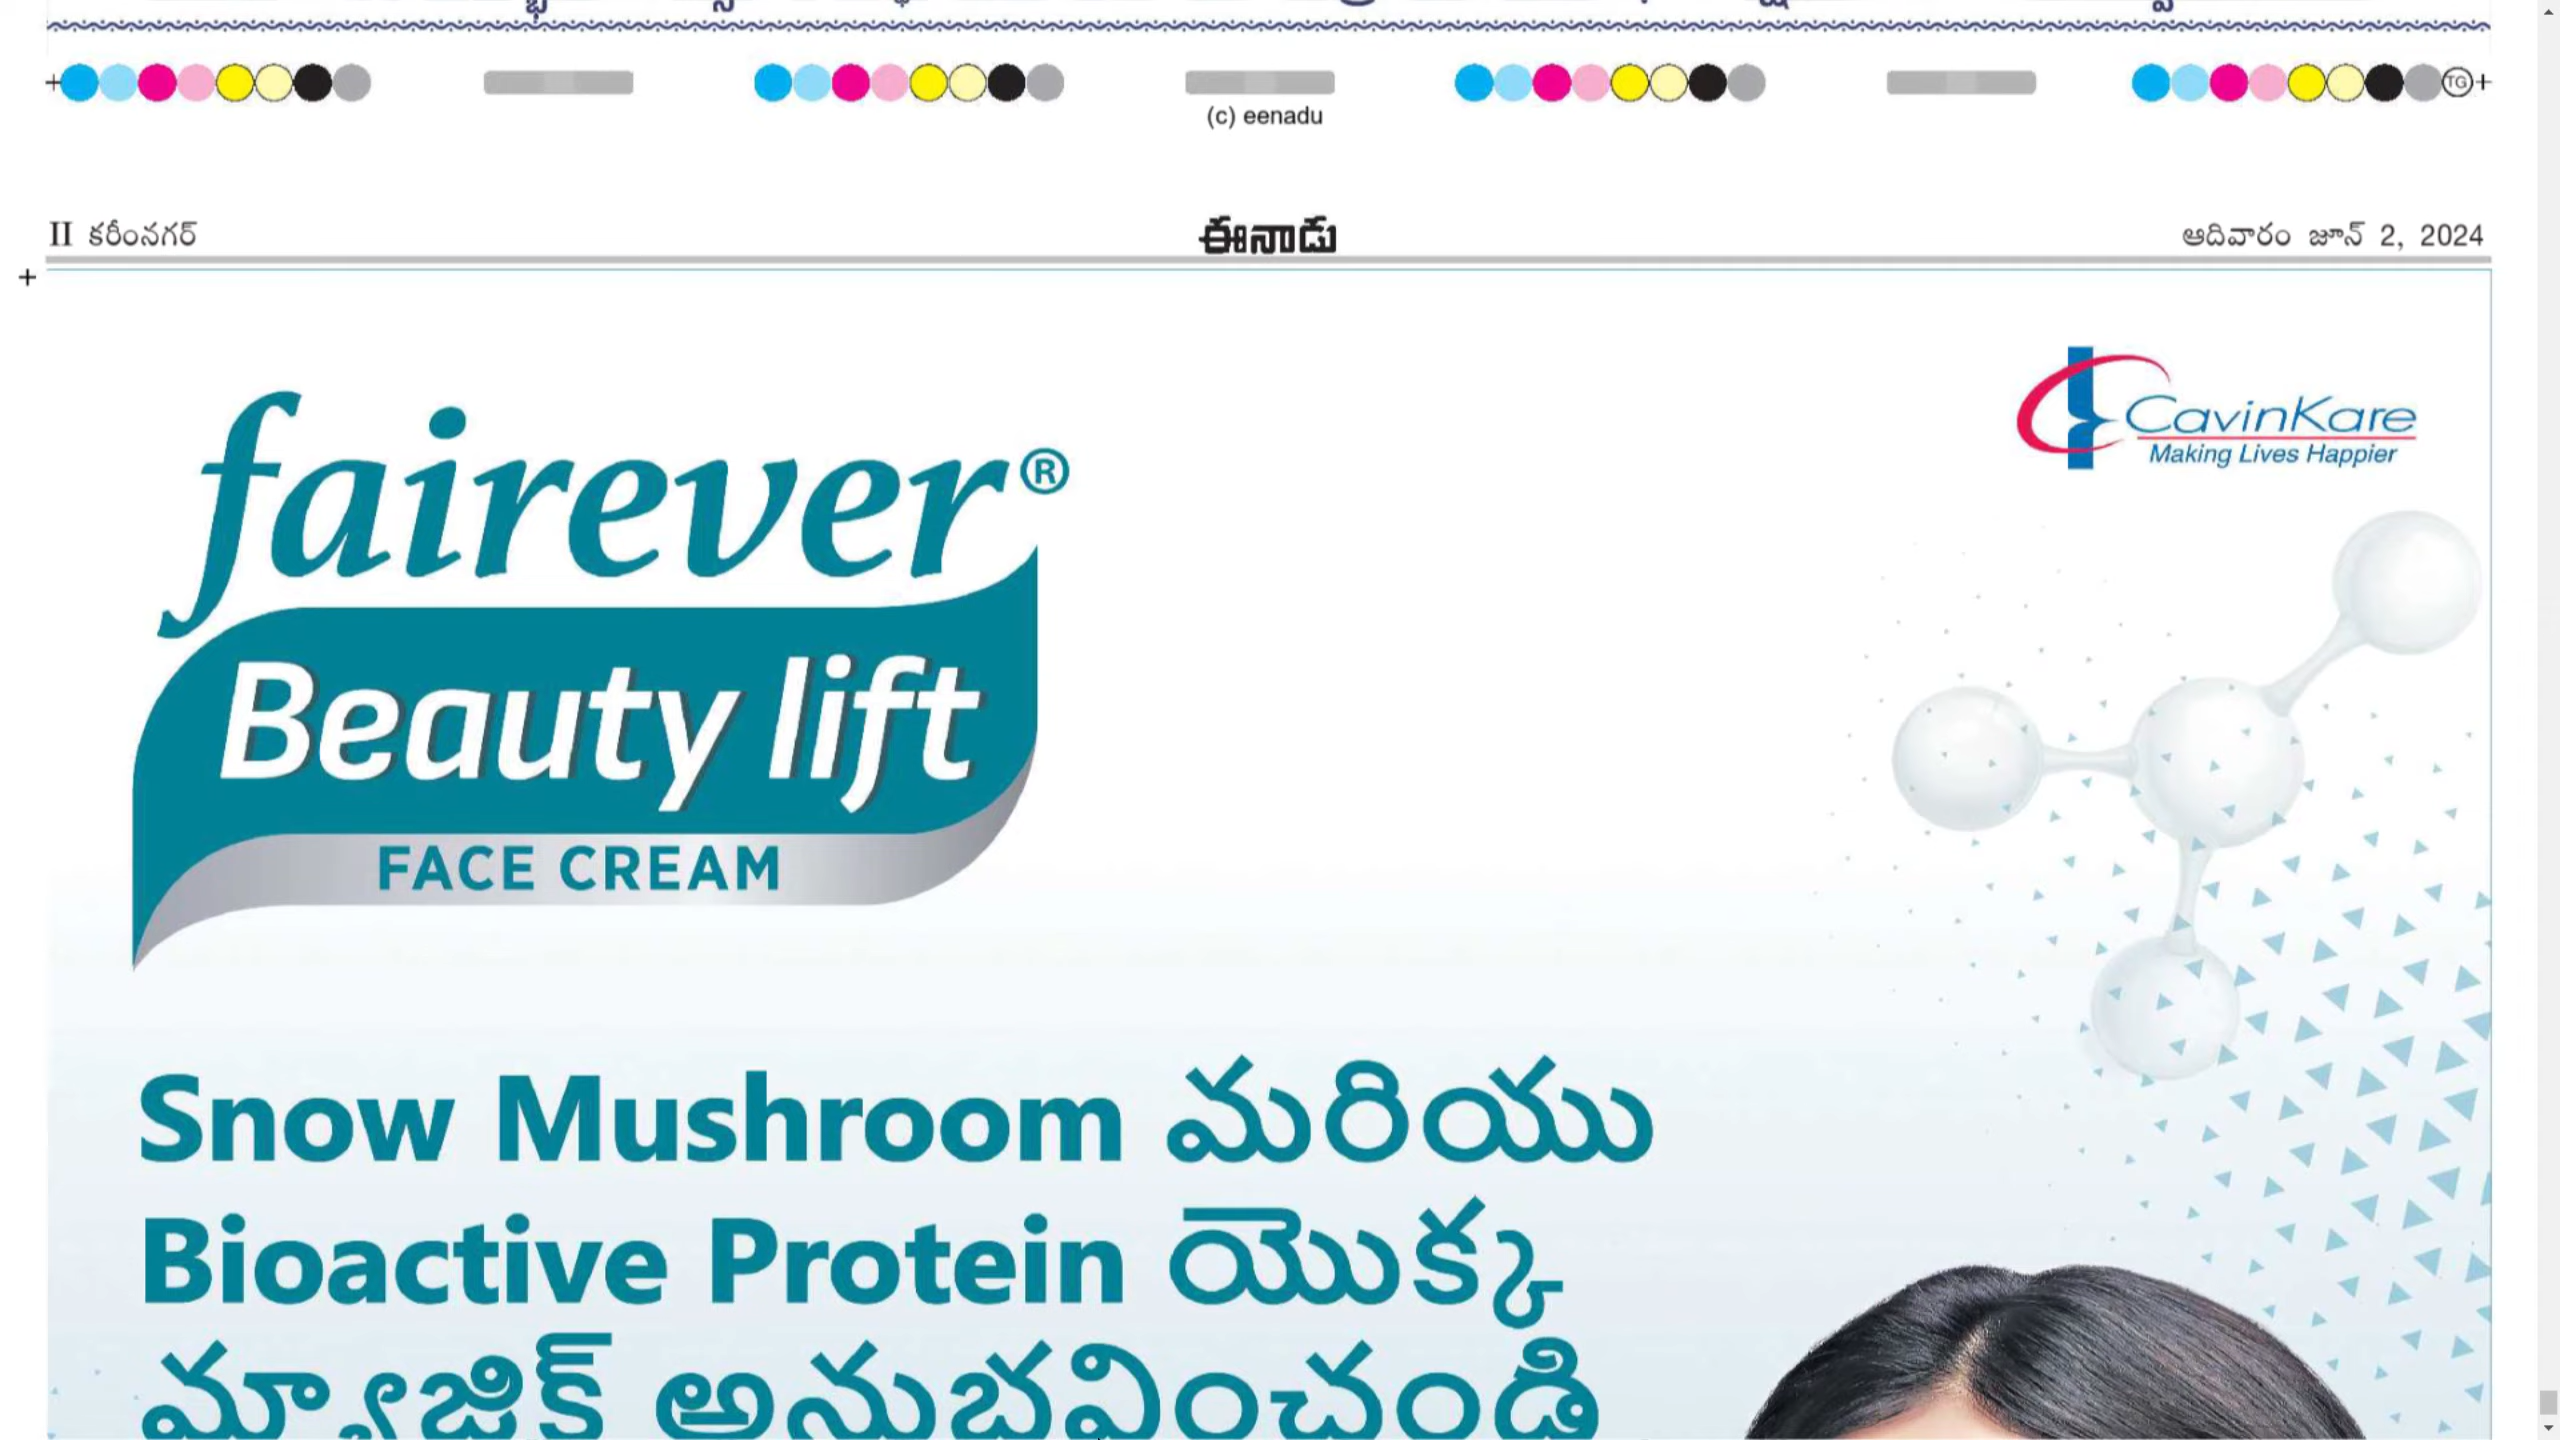 TG
(c) eenadu
II కరీంనగర్
ఈనాడు
ఆదివారం జూన్ 2, 2024
CavinKare
Making Lives Happier
fairever®
Beauty lift
FACE CREAM
Snow Mushroom మరియు
Bioactive Protein యొక్క
మ్యాజిక్ అనుభవించండి